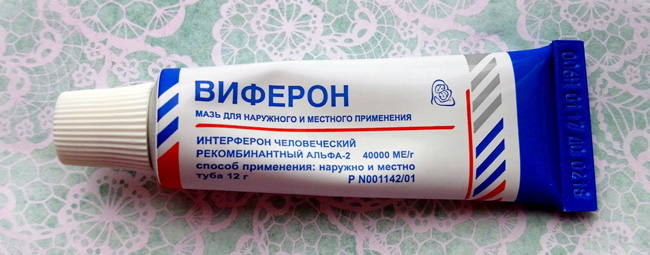 ВИФЕРОН
МАЗЬ ДЛЯ НАРУЖНОГО И МЕСТНОГО ПРИМЕНЕНИЯ
ИНТЕРФЕРОН ЧЕЛОВЕЧЕСКИЙ
РЕКОМБИНАНТНЫЙ АЛЬФА-2 40000 МЕ/г
способ применения: наружно и местно
туба 12 г Р N001142/01